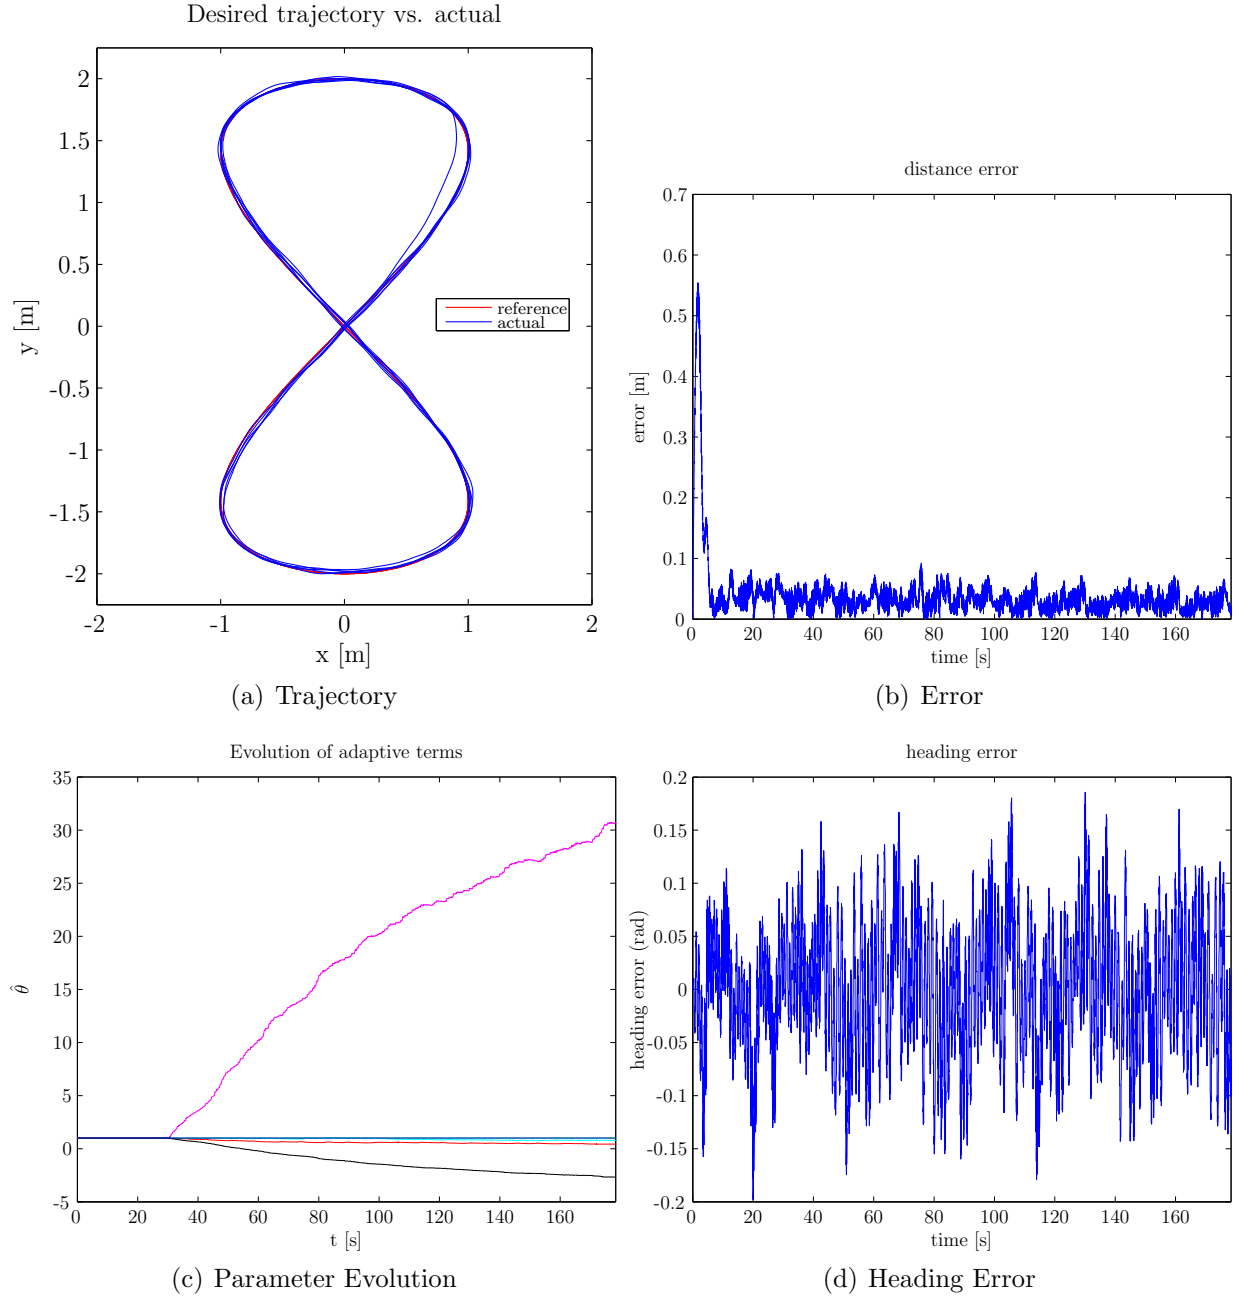 Desired trajectory vs. actual
2
1.5
1
0.5
0
-0.5
-1
-1.5
-2
y [m]
reference
actual
-2 -1 0 1 2
x [m]
(a) Trajectory
distance error
0.7
0.6
0.5
0.4
0.3
0.2
0.1
0
error [m]
0 20 40 60 80 100 120 140 160
time [s]
(b) Error
Evolution of adaptive terms
35
30
25
20
15
10
5
0
-5
θ̂
0 20 40 60 80 100 120 140 160
t [s]
(c) Parameter Evolution
heading error
0.2
0.15
0.1
0.05
0
-0.05
-0.1
-0.15
-0.2
heading error (rad)
0 20 40 60 80 100 120 140 160
time [s]
(d) Heading Error